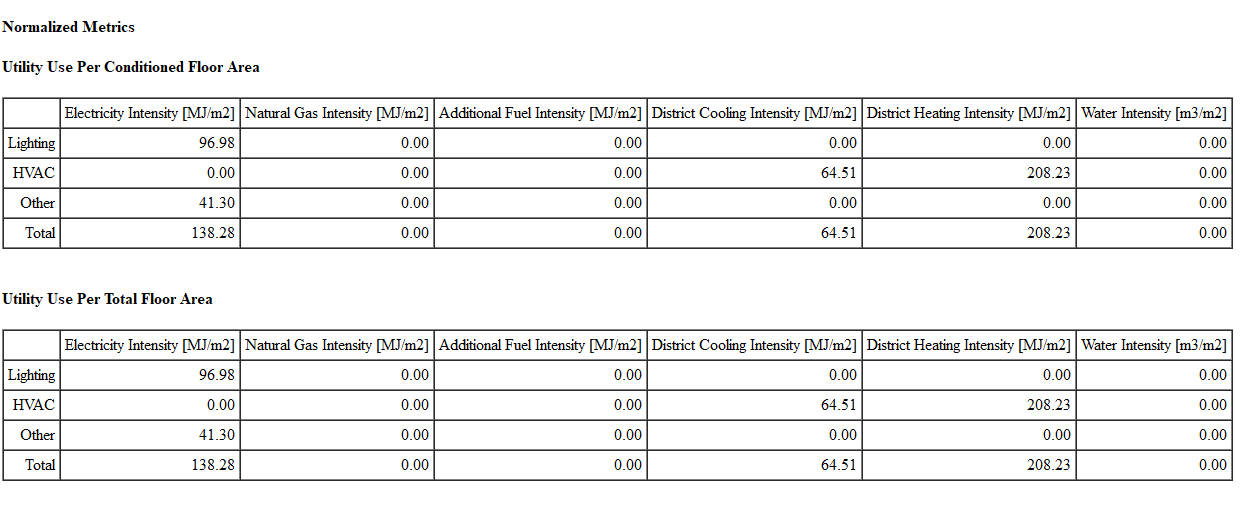 Normalized Metrics
Utility Use Per Conditioned Floor Area
Electricity Intensity [MJ/m2] Natural Gas Intensity [MJ/m2] Additional Fuel Intensity [MJ/m2] District Cooling Intensity [MJ/m2] District Heating Intensity [MJ/m2] Water Intensity [m3/m2]
Lighting 96.98 0.00 0.00 0.00 0.00 0.00
HVAC 0.00 0.00 0.00 64.51 208.23 0.00
Other 41.30 0.00 0.00 0.00 0.00 0.00
Total 138.28 0.00 0.00 64.51 208.23 0.00
Utility Use Per Total Floor Area
Electricity Intensity [MJ/m2] Natural Gas Intensity [MJ/m2] Additional Fuel Intensity [MJ/m2] District Cooling Intensity [MJ/m2] District Heating Intensity [MJ/m2] Water Intensity [m3/m2]
Lighting 96.98 0.00 0.00 0.00 0.00 0.00
HVAC 0.00 0.00 0.00 64.51 208.23 0.00
Other 41.30 0.00 0.00 0.00 0.00 0.00
Total 138.28 0.00 0.00 64.51 208.23 0.00